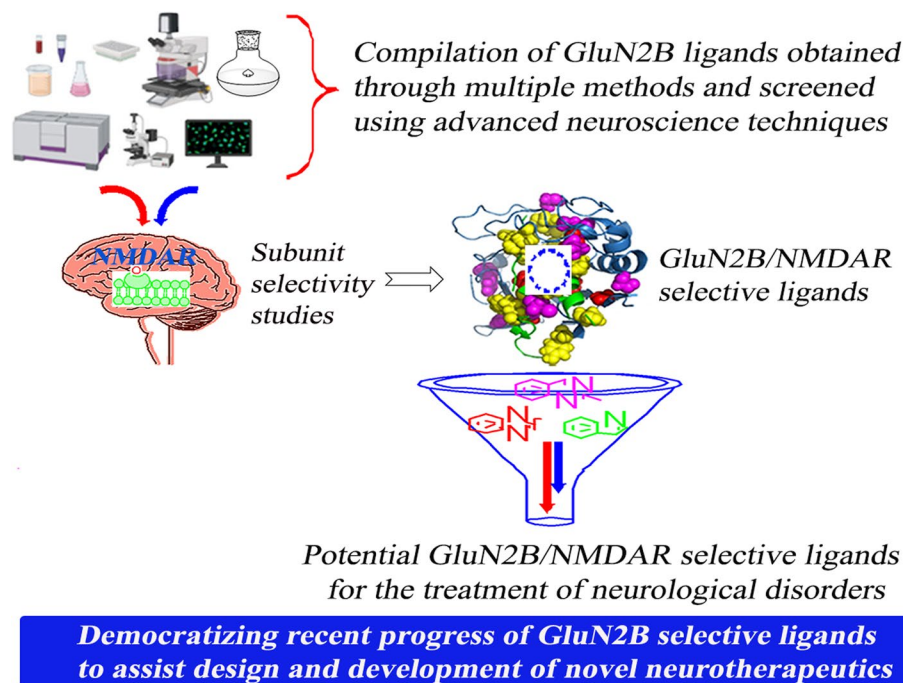 Compilation of GluN2B ligands obtained
through multiple methods and screened
using advanced neuroscience techniques
NMDAR
Subunit
selectivity
studies
GluN2B/NMDAR
selective ligands
N
N
N
N
N
Potential GluN2B/NMDAR selective ligands
for the treatment of neurological disorders
Democratizing recent progress of GluN2B selective ligands
to assist design and development of novel neurotherapeutics